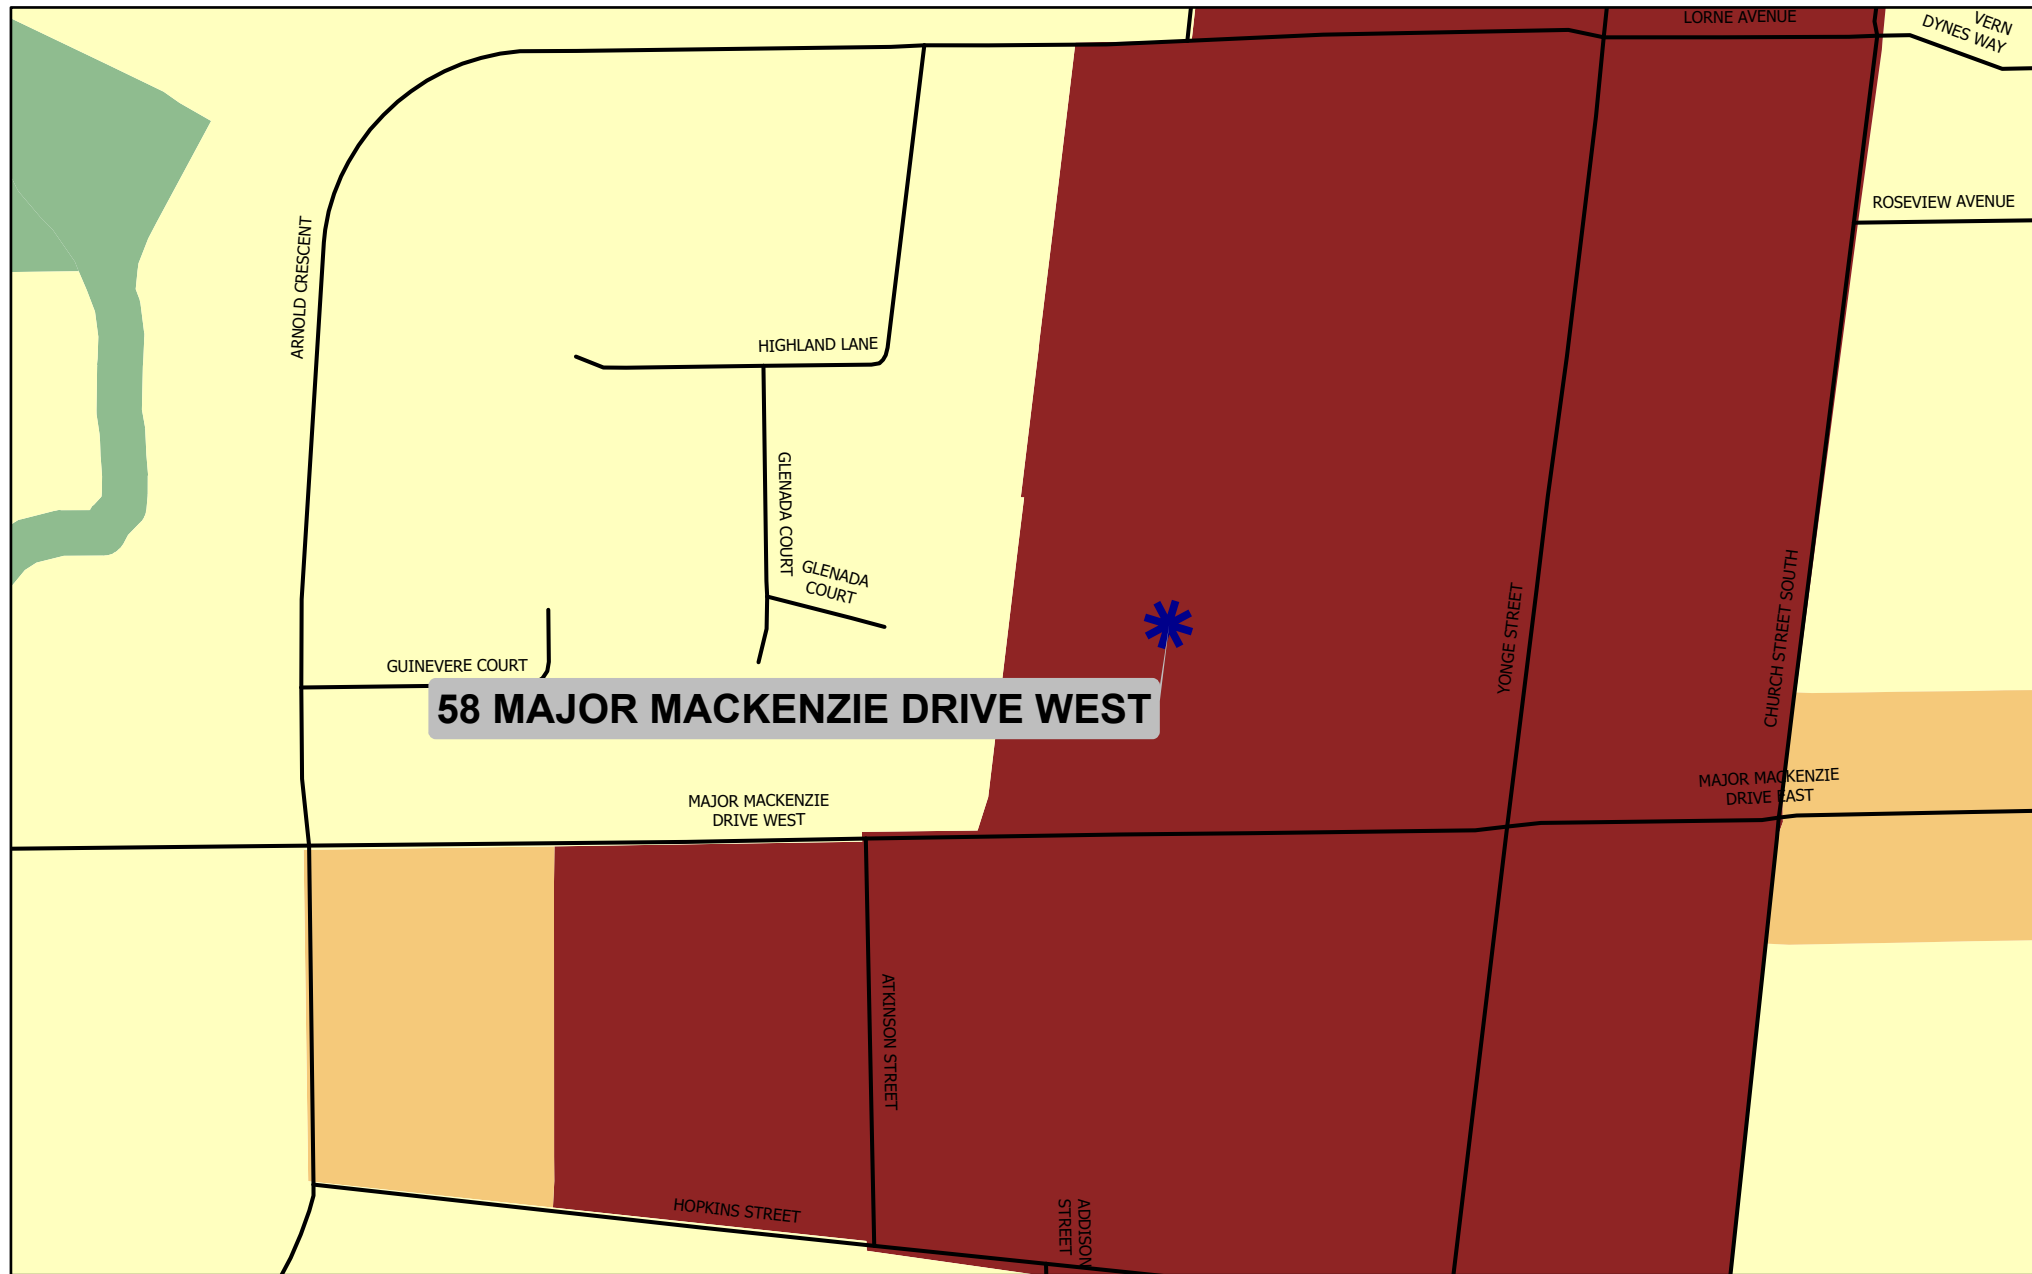 LORNE AVENUE
VERN
DYNES WAY
ROSEVIEW AVENUE
ARNOLD CRESCENT
HIGHLAND LANE
GLENADA COURT
GLENADA
COURT
YONGE STREET
CHURCH STREET SOUTH
GUINEVERE COURT
58 MAJOR MACKENZIE DRIVE WEST
MAJOR MACKENZIE
DRIVE EAST
MAJOR MACKENZIE
DRIVE WEST
ATKINSON STREET
HOPKINS STREET
ADDISON
STREET